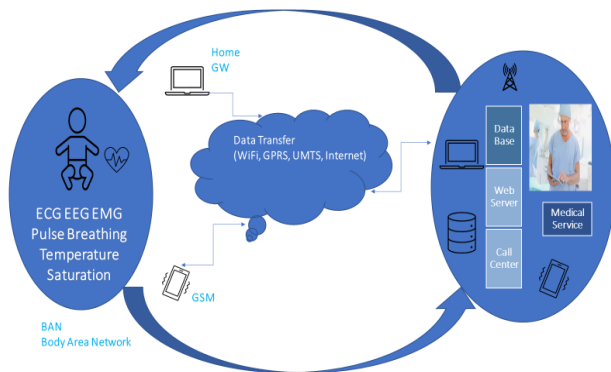 Home
GW
Data Transfer
(WiFi, GPRS, UMTS, Internet)
ECG EEG EMG
Pulse Breathing
Temperature
Saturation
GSM
BAN
Body Area Network
Data
Base
Web
Server
Call
Center
Medical
Service